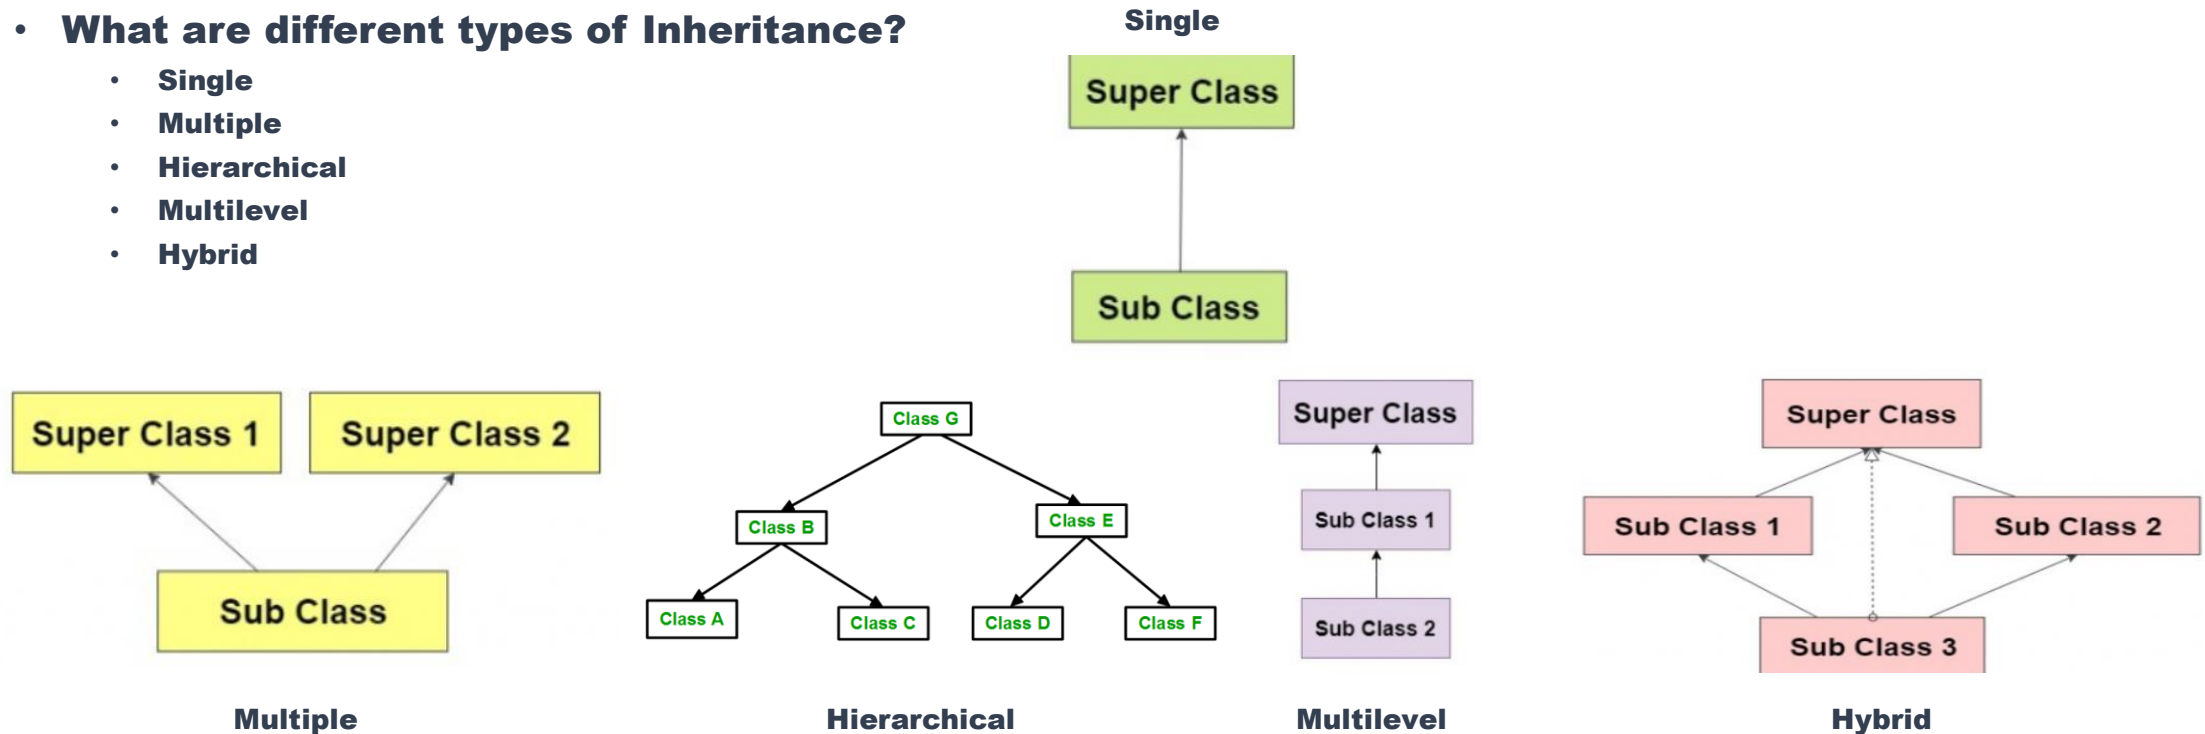 • What are different types of Inheritance?
• Single
• Multiple
• Hierarchical
• Multilevel
• Hybrid
Single
Super Class
Sub Class
Super Class 1
Super Class 2
Sub Class
Multiple
Class G
Class B
Class E
Class A
Class C
Class D
Class F
Hierarchical
Super Class
Sub Class 1
Sub Class 2
Multilevel
Super Class
Sub Class 1
Sub Class 2
Sub Class 3
Hybrid